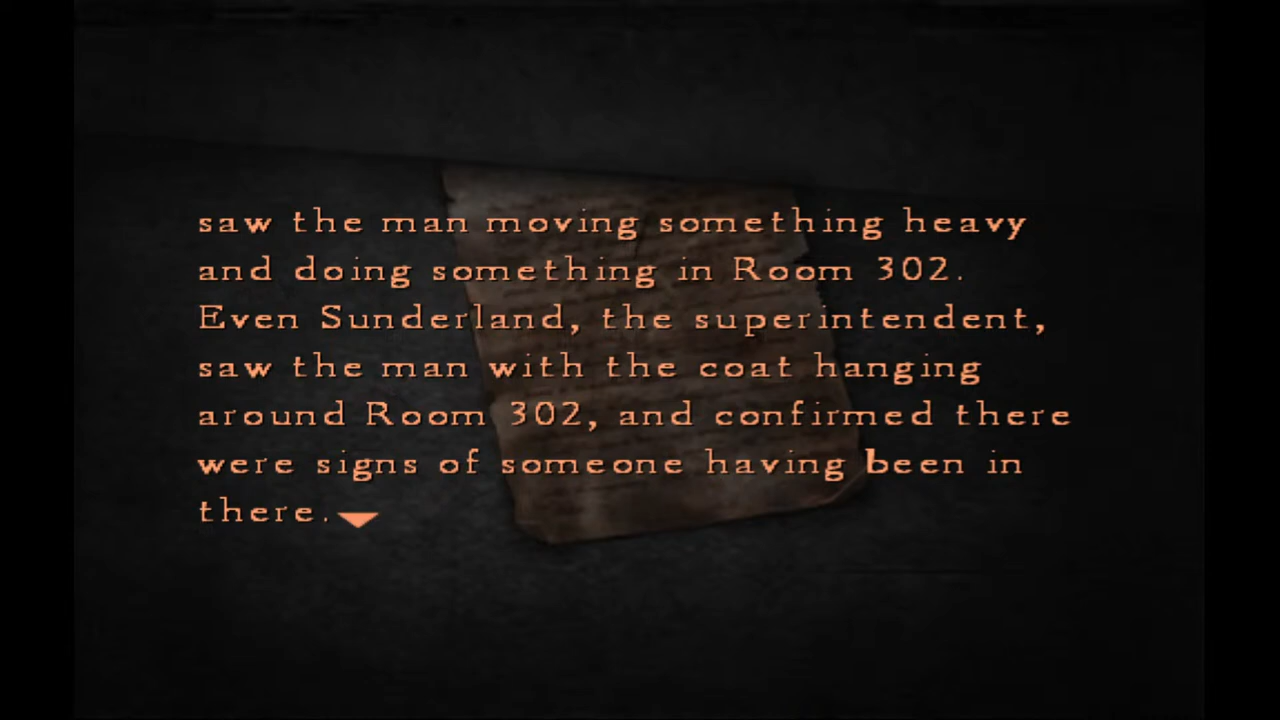 saw the man moving something heavy
and doing something in Room 302.
Even Sunderland, the superintendent,
saw the man with the coat hanging
around Room 302, and confirmed there
were signs of someone having been in
there.